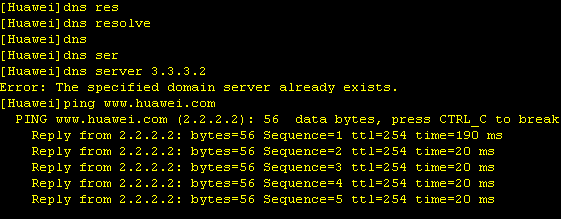 [Huawei]dns res
[Huawei]dns resolve
[Huawei]dns
[Huawei]dns ser
[Huawei]dns server 3.3.3.2
Error: The specified domain server already exists.
[Huawei]ping www.huawei.com
PING www.huawei.com (2.2.2.2): 56  data bytes, press CTRL_C to break
Reply from 2.2.2.2: bytes=56 Sequence=1 ttl=254 time=190 ms
Reply from 2.2.2.2: bytes=56 Sequence=2 ttl=254 time=20 ms
Reply from 2.2.2.2: bytes=56 Sequence=3 ttl=254 time=20 ms
Reply from 2.2.2.2: bytes=56 Sequence=4 ttl=254 time=20 ms
Reply from 2.2.2.2: bytes=56 Sequence=5 ttl=254 time=20 ms